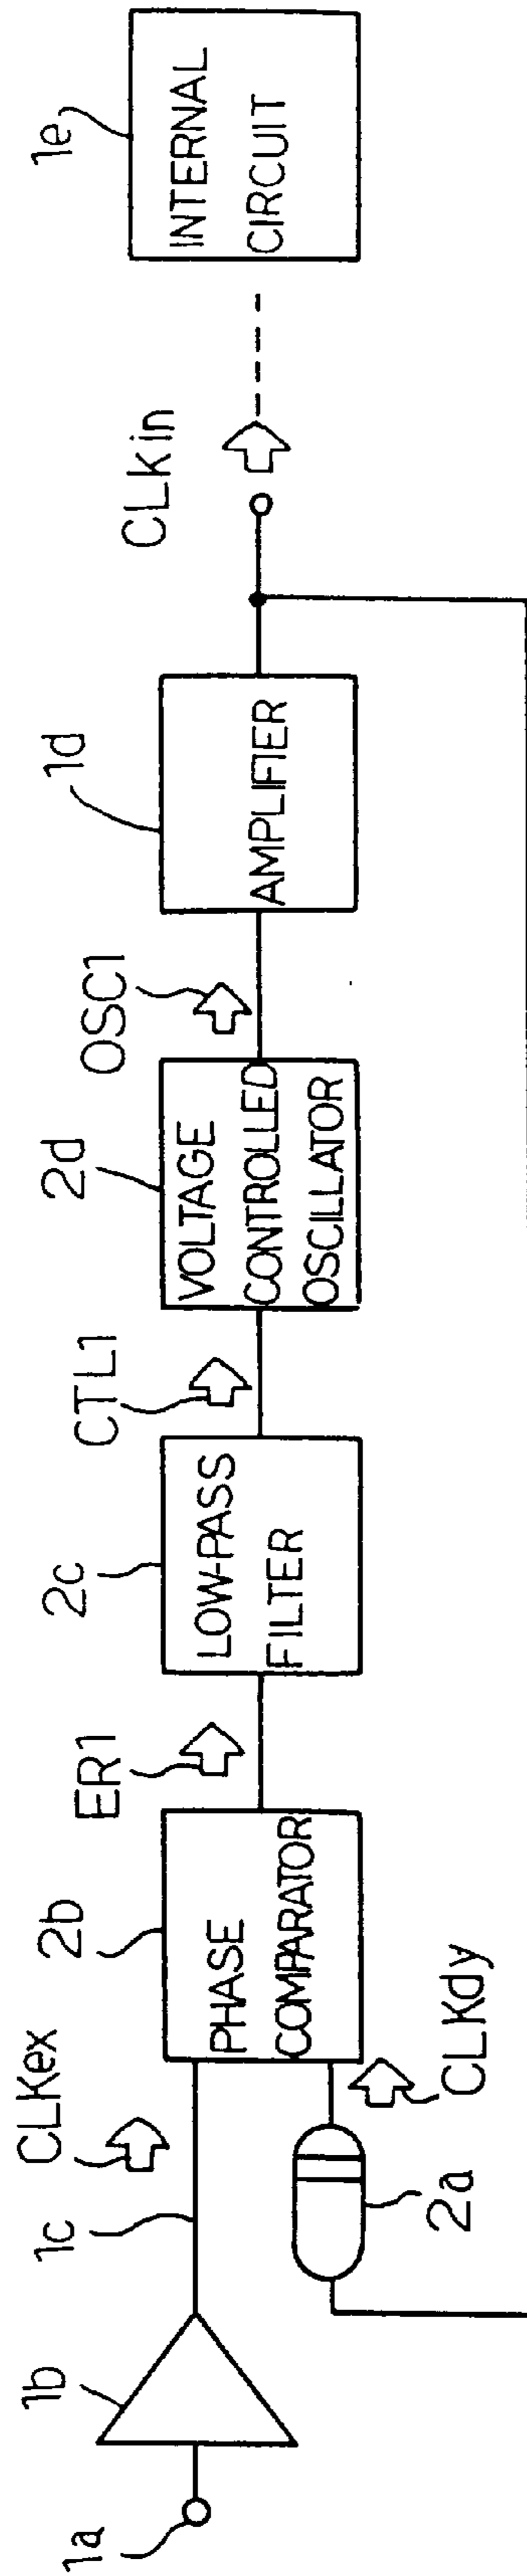 1a
1b
1c
CLKex
2a
CLKdy
2b
PHASE
COMPARATOR
ER1
2c
LOW-PASS
FILTER
CTL1
2d
VOLTAGE
CONTROLLED
OSCILLATOR
OSC1
1d
AMPLIFIER
CLKin
1e
INTERNAL
CIRCUIT